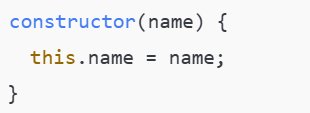 constructor(name) {
  this.name = name;
}